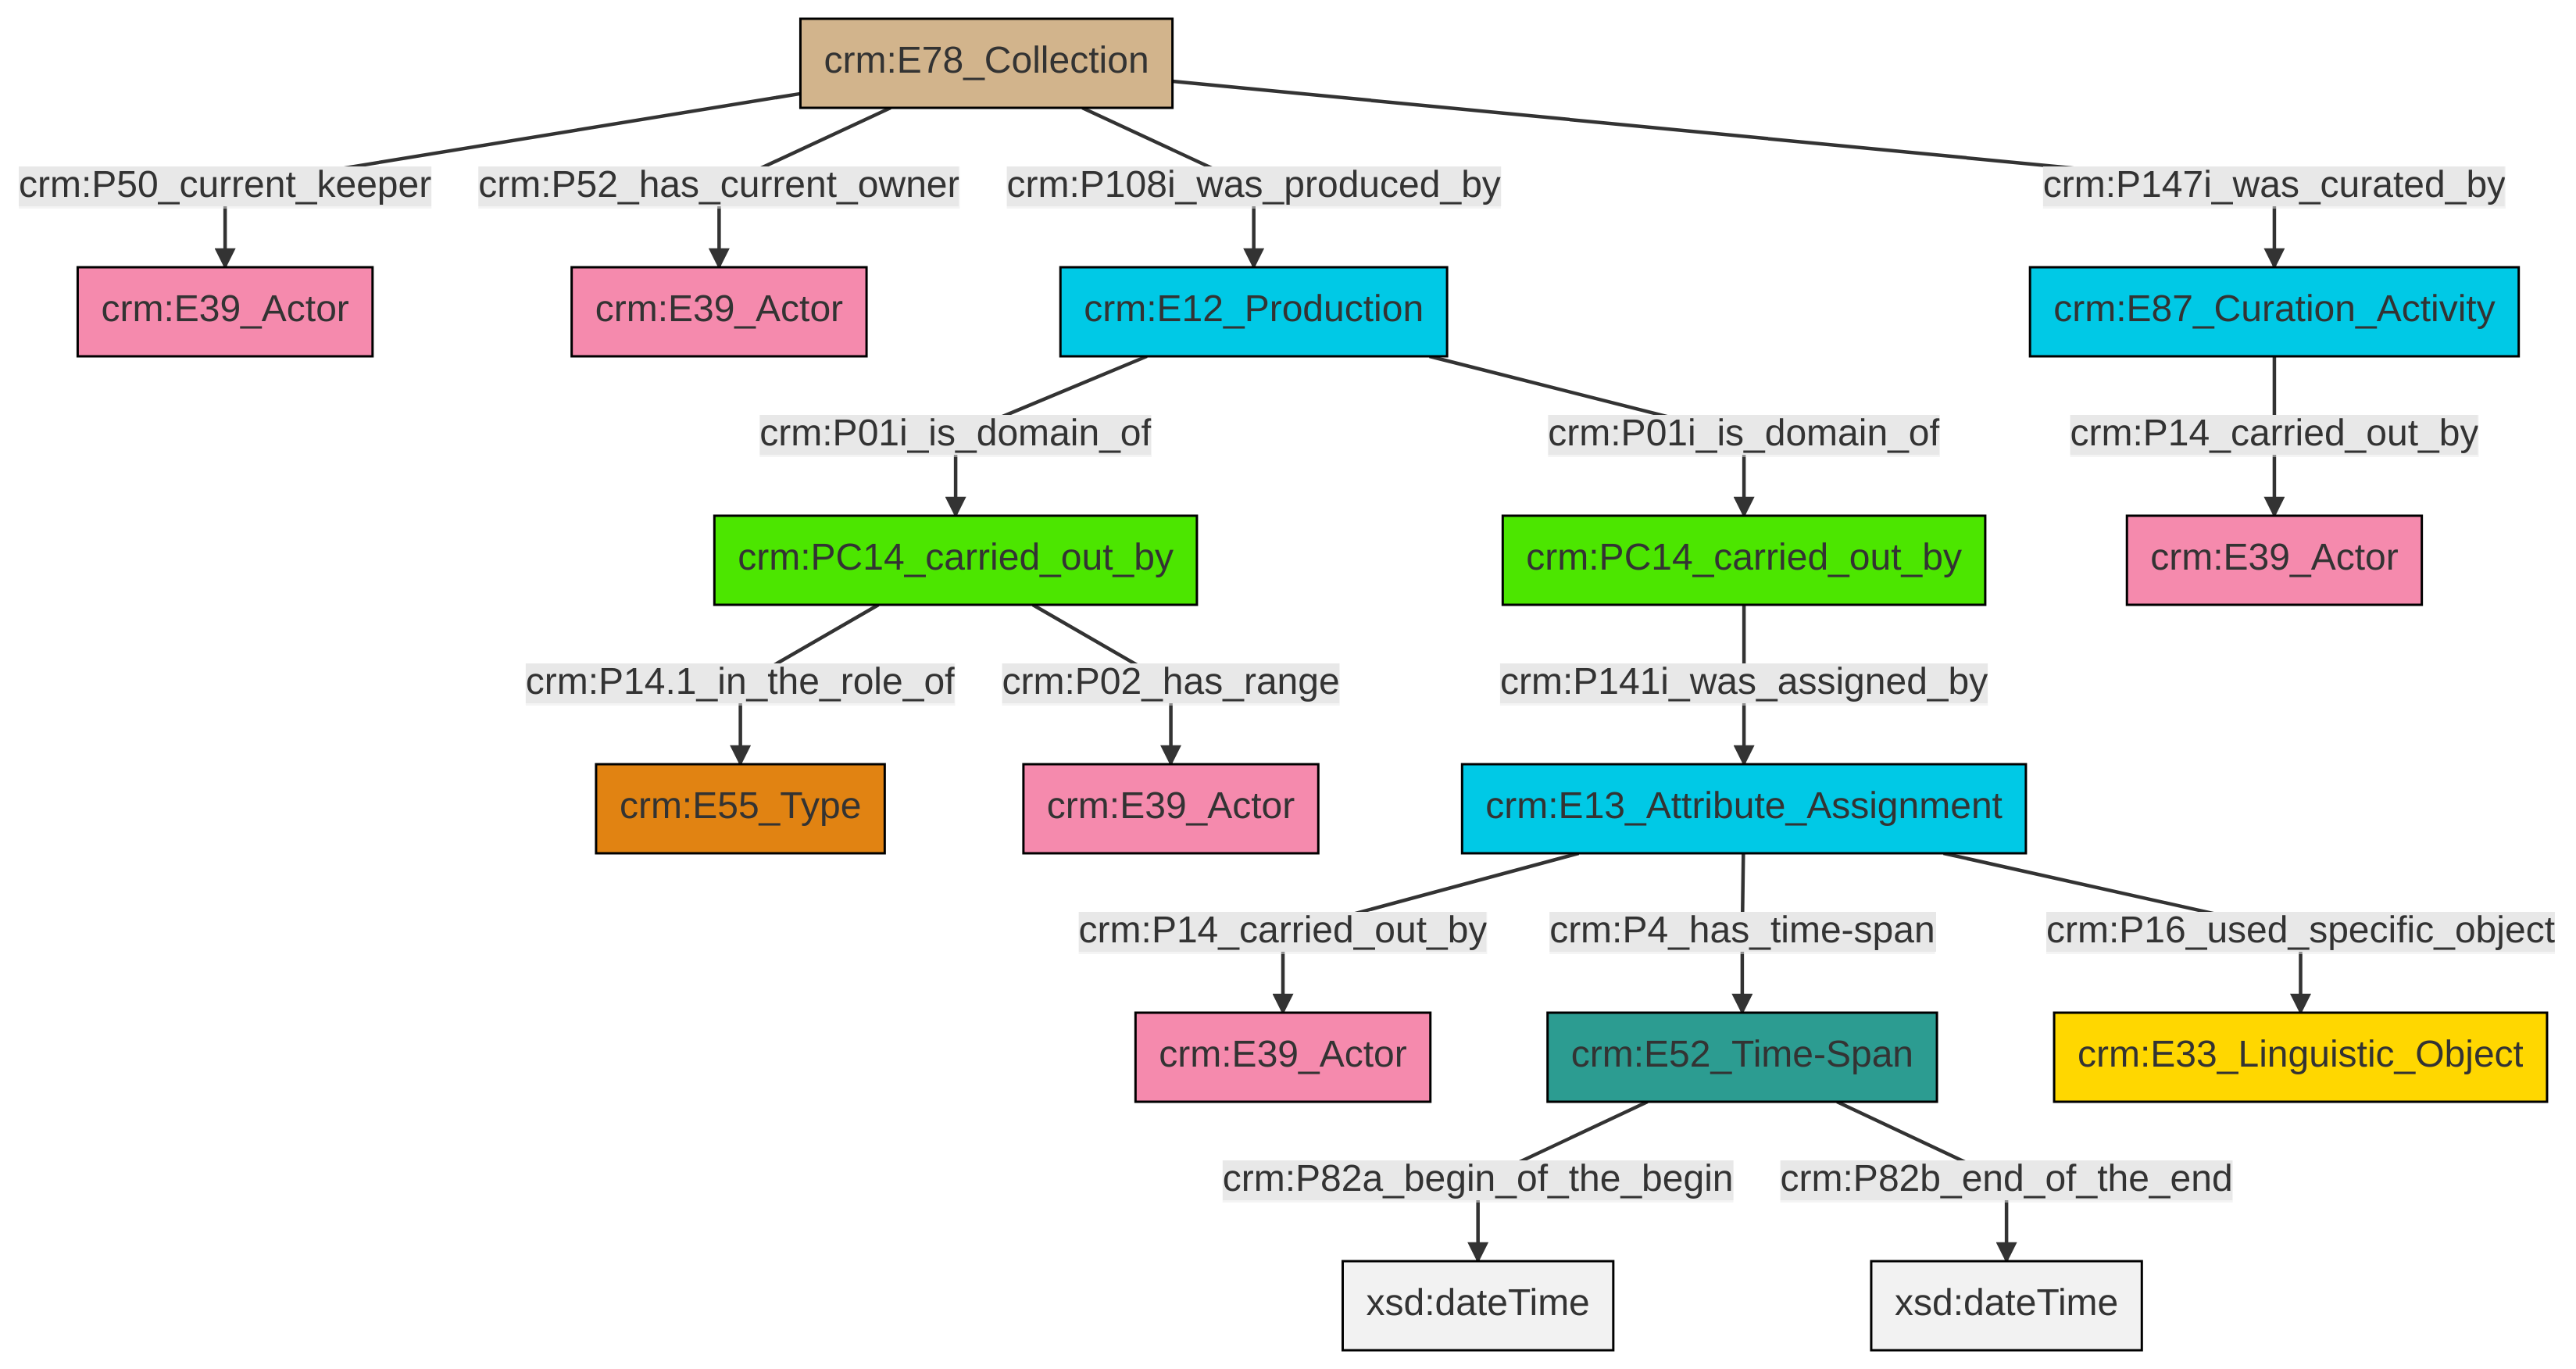 crm:E78_Collection
crm:P50_current_keeper
crm:P52_has_current_owner
crm:P108i_was_produced_by
crm:P147i_was_curated_by
crm:E39_Actor
crm:E39_Actor
crm:E12_Production
crm:E87_Curation_Activity
crm:P01i_is_domain_of
crm:P01i_is_domain_of
crm:P14_carried_out_by
crm:PC14_carried_out_by
crm:PC14_carried_out_by
crm:E39_Actor
crm:P14.1_in_the_role_of
crm:P02_has_range
crm:P141i_was_assigned_by
crm:E55_Type
crm:E39_Actor
crm:E13_Attribute_Assignment
crm:P14_carried_out_by
crm:P4_has_time-span
crm:P16_used_specific_object
crm:E39_Actor
crm:E52_Time-Span
crm:E33_Linguistic_Object
crm:P82a_begin_of_the_begin
crm:P82b_end_of_the_end
xsd:dateTime
xsd:dateTime